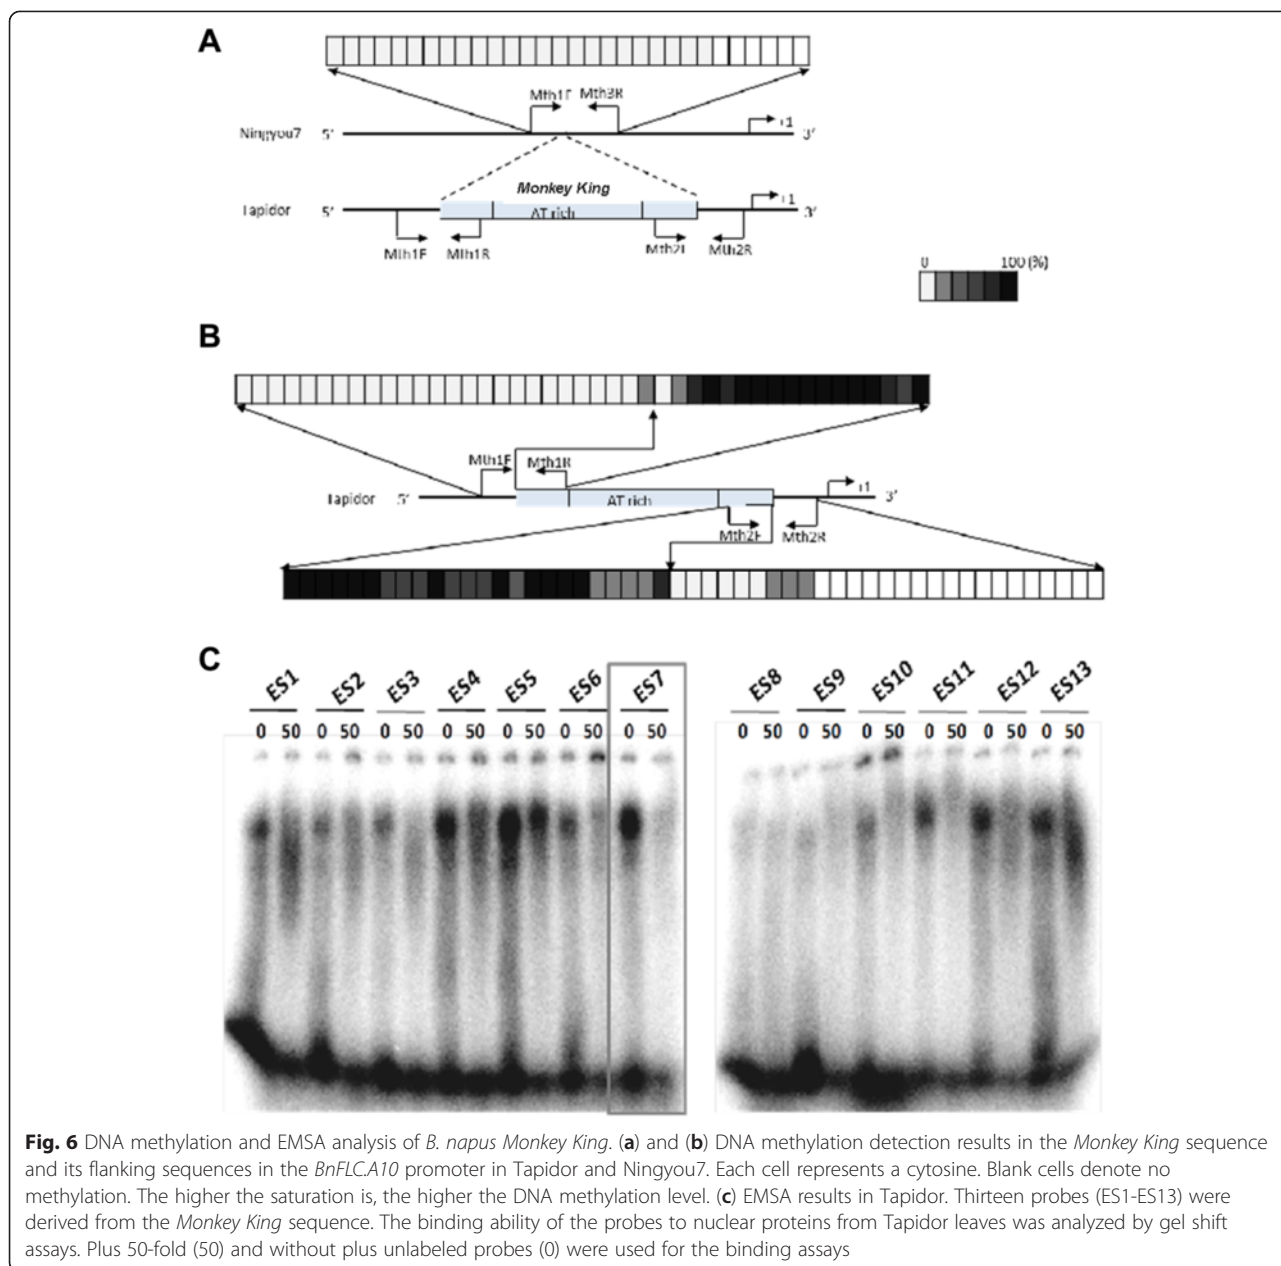 A
Mth1F Mth3R
Ningyou7 5’ +1 3’
Monkey King
Tapidor 5’ AT rich +1 3’
Mth1F Mth1R Mth2F Mth2R
0 100 (%)
B
Mth1F Mth1R
Tapidor 5’ AT rich +1 3’
Mth2F Mth2R
C
ES1 ES2 ES3 ES4 ES5 ES6 ES7 ES8 ES9 ES10 ES11 ES12 ES13
0 50 0 50 0 50 0 50 0 50 0 50 0 50 0 50 0 50 0 50 0 50 0 50 0 50
Fig. 6 DNA methylation and EMSA analysis of B. napus Monkey King. (a) and (b) DNA methylation detection results in the Monkey King sequence
and its flanking sequences in the BnFLC.A10 promoter in Tapidor and Ningyou7. Each cell represents a cytosine. Blank cells denote no
methylation. The higher the saturation is, the higher the DNA methylation level. (c) EMSA results in Tapidor. Thirteen probes (ES1-ES13) were
derived from the Monkey King sequence. The binding ability of the probes to nuclear proteins from Tapidor leaves was analyzed by gel shift
assays. Plus 50-fold (50) and without plus unlabeled probes (0) were used for the binding assays